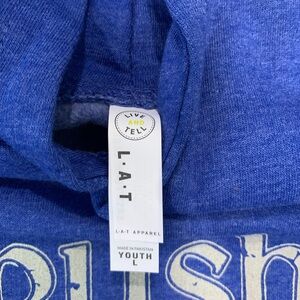 LIVE
AND
TELL
L·A·T
L·A·T APPAREL
MADE IN PAKISTAN
YOUTH
L